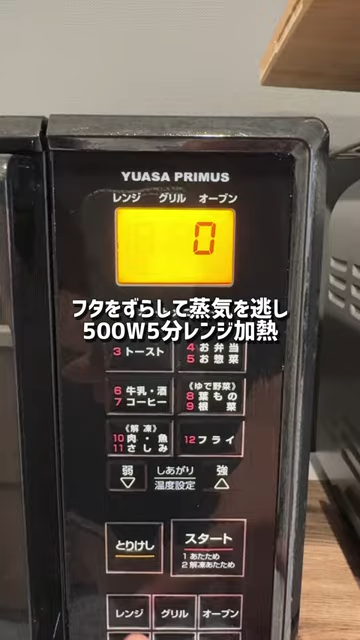 YUASA PRIMUS
レンジ グリル オーブン
0
フタをずらして蒸気を逃し
500W5分レンジ加熱
3 トースト
4 お弁当
5 お惣菜
6 牛乳・酒
7 コーヒー
《ゆで野菜》
8 葉もの
9 根菜
《解凍》
10 肉・魚
11 さしみ
12 フライ
弱 しあがり 強
▽ 温度設定 △
とりけし
スタート
1 あたため
2 解凍あたため
レンジ グリル オーブン